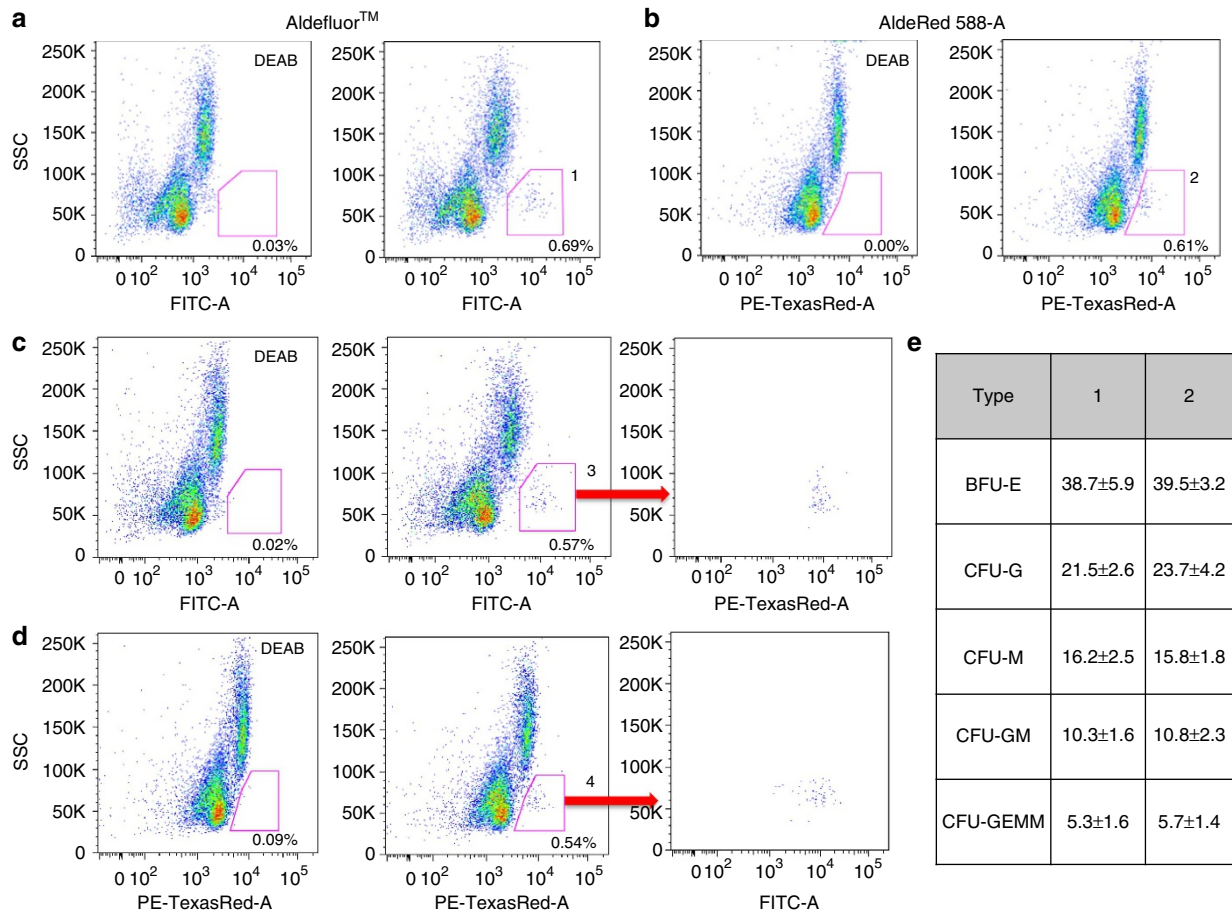 a
Aldefluor™
b
AldeRed 588-A
250K
200K
150K
100K
50K
0
SSC
DEAB
0.03%
0 10² 10³ 10⁴ 10⁵
FITC-A
250K
200K
150K
100K
50K
0
1
0.69%
0 10² 10³ 10⁴ 10⁵
FITC-A
250K
200K
150K
100K
50K
0
DEAB
0.00%
0 10² 10³ 10⁴ 10⁵
PE-TexasRed-A
250K
200K
150K
100K
50K
0
2
0.61%
0 10² 10³ 10⁴ 10⁵
PE-TexasRed-A
c
250K
200K
150K
100K
50K
0
SSC
DEAB
0.02%
0 10² 10³ 10⁴ 10⁵
FITC-A
250K
200K
150K
100K
50K
0
3
0.57%
0 10² 10³ 10⁴ 10⁵
FITC-A
250K
200K
150K
100K
50K
0
0 10² 10³ 10⁴ 10⁵
PE-TexasRed-A
d
250K
200K
150K
100K
50K
0
SSC
DEAB
0.09%
0 10² 10³ 10⁴ 10⁵
PE-TexasRed-A
250K
200K
150K
100K
50K
0
4
0.54%
0 10² 10³ 10⁴ 10⁵
PE-TexasRed-A
250K
200K
150K
100K
50K
0
0 10² 10³ 10⁴ 10⁵
FITC-A
e
Type 1 2
BFU-E 38.7±5.9 39.5±3.2
CFU-G 21.5±2.6 23.7±4.2
CFU-M 16.2±2.5 15.8±1.8
CFU-GM 10.3±1.6 10.8±2.3
CFU-GEMM 5.3±1.6 5.7±1.4